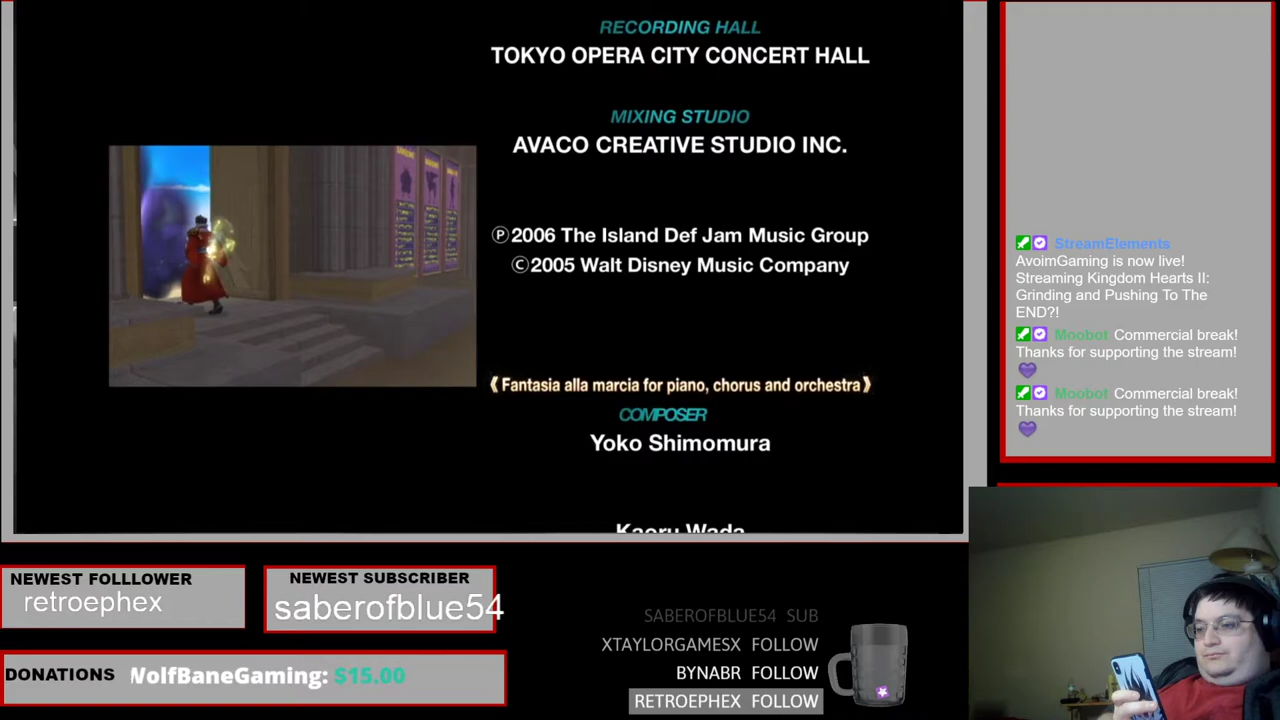 RECORDING HALL
TOKYO OPERA CITY CONCERT HALL
MIXING STUDIO
AVACO CREATIVE STUDIO INC.
Ⓟ2006 The Island Def Jam Music Group
Ⓒ2005 Walt Disney Music Company
《Fantasia alla marcia for piano, chorus and orchestra》
COMPOSER
Yoko Shimomura
Kaoru Wada
StreamElements
AvoimGaming is now live!
Streaming Kingdom Hearts II:
Grinding and Pushing To The
END?!
Moobot Commercial break!
Thanks for supporting the stream!
Moobot Commercial break!
Thanks for supporting the stream!
NEWEST FOLLLOWER
retroephex
NEWEST SUBSCRIBER
saberofblue54
DONATIONS WolfBaneGaming: $15.00
SABEROFBLUE54 SUB
XTAYLORGAMESX FOLLOW
BYNABR FOLLOW
RETROEPHEX FOLLOW